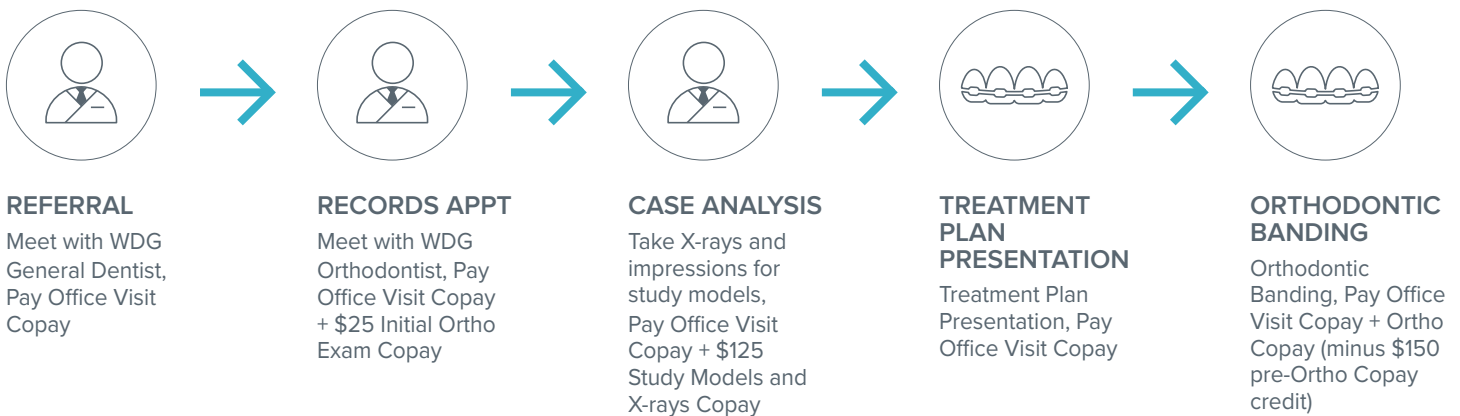 REFERRAL
Meet with WDG
General Dentist,
Pay Office Visit
Copay
RECORDS APPT
Meet with WDG
Orthodontist, Pay
Office Visit Copay
+ $25 Initial Ortho
Exam Copay
CASE ANALYSIS
Take X-rays and
impressions for
study models,
Pay Office Visit
Copay + $125
Study Models and
X-rays Copay
TREATMENT
PLAN
PRESENTATION
Treatment Plan
Presentation, Pay
Office Visit Copay
ORTHODONTIC
BANDING
Orthodontic
Banding, Pay Office
Visit Copay + Ortho
Copay (minus $150
pre-Ortho Copay
credit)